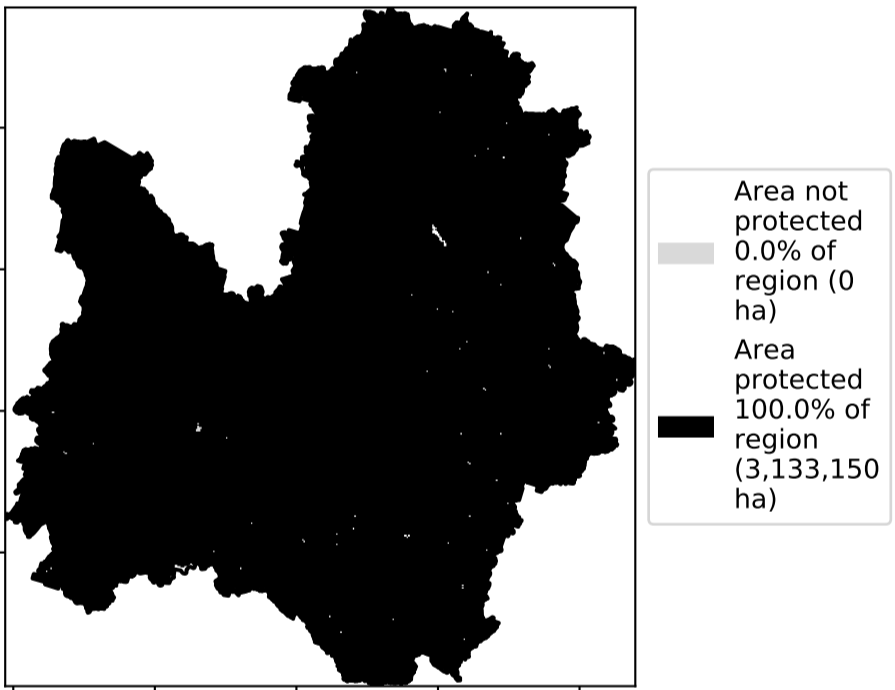 Area not
protected
0.0% of
region (0
ha)
Area
protected
100.0% of
region
(3,133,150
ha)